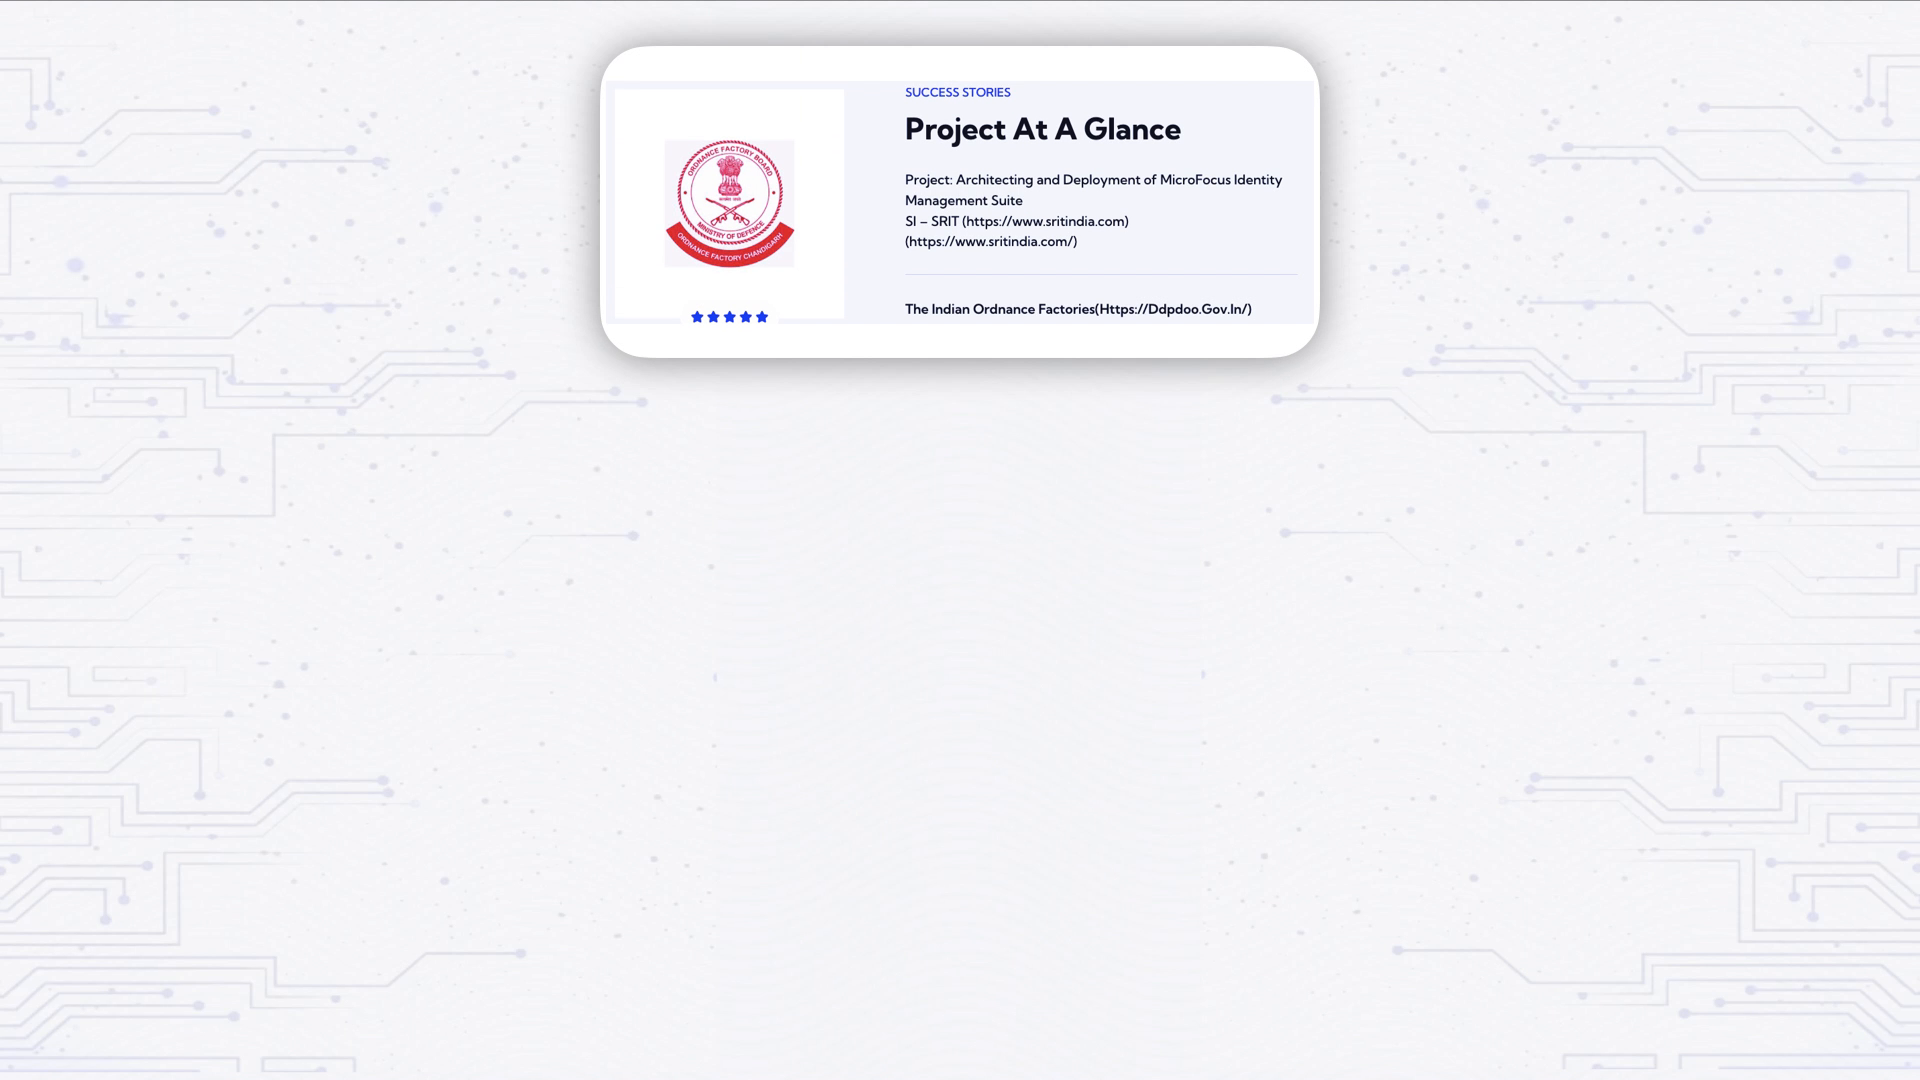 SUCCESS STORIES
Project At A Glance
Project: Architecting and Deployment of MicroFocus Identity
Management Suite
SI – SRIT (https://www.sritindia.com)
(https://www.sritindia.com/)
The Indian Ordnance Factories(Https://Ddpdoo.Gov.In/)
ORDNANCE FACTORY BOARD
MINISTRY OF DEFENCE
ORDNANCE FACTORY CHANDIGARH